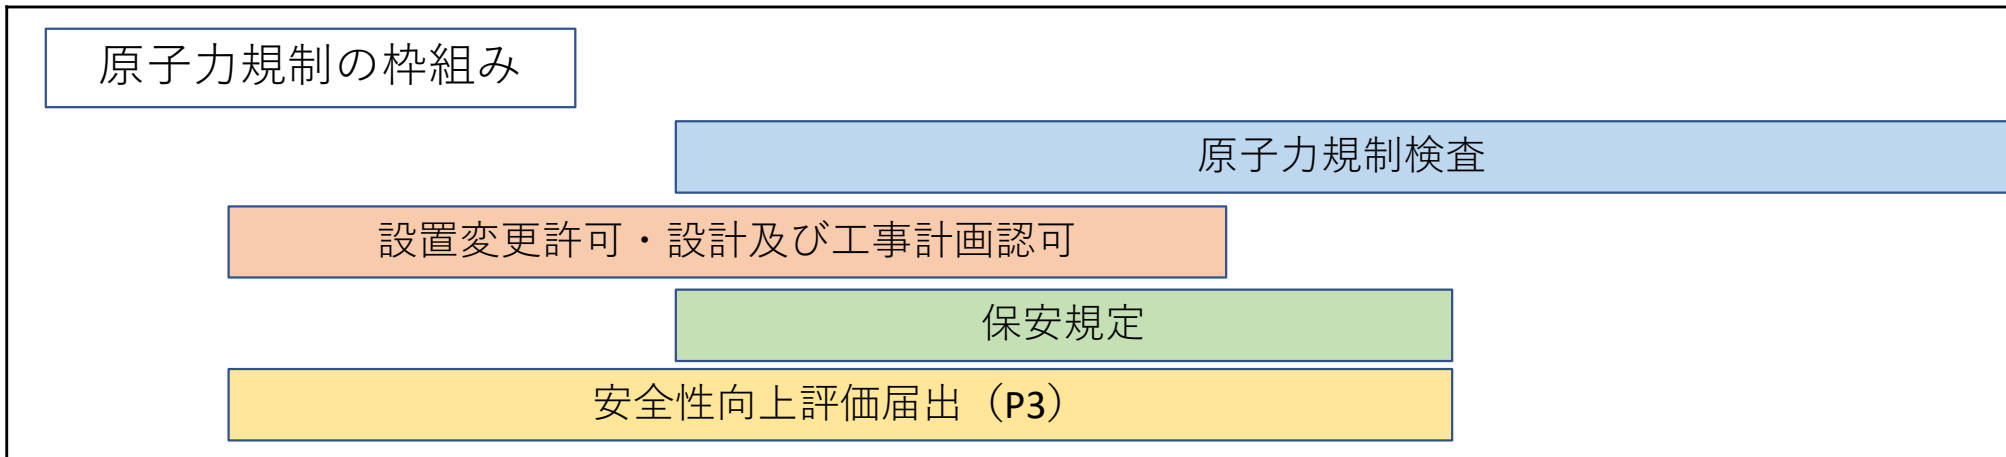 原子力規制の枠組み
原子力規制検査
設置変更許可・設計及び工事計画認可
保安規定
安全性向上評価届出（P3）